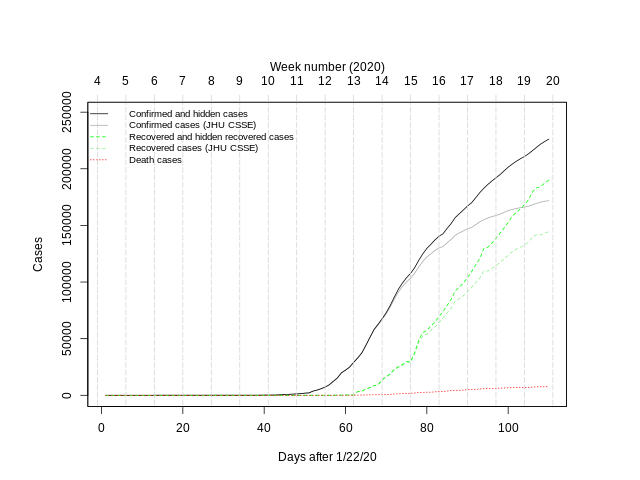 Week number (2020)
4 5 6 7 8 9 10 11 12 13 14 15 16 17 18 19 20
Confirmed and hidden cases
Confirmed cases (JHU CSSE)
Recovered and hidden recovered cases
Recovered cases (JHU CSSE)
Death cases
250000
200000
150000
100000
50000
0
Cases
0 20 40 60 80 100
Days after 1/22/20